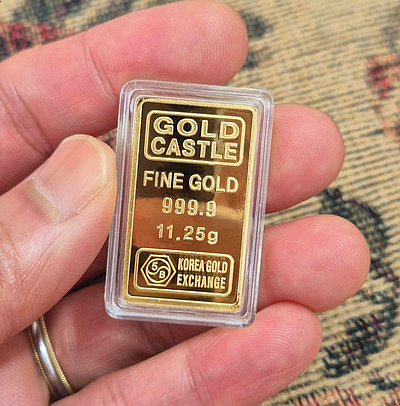 GOLD
CASTLE
FINE GOLD
999.9
11.25g
KOREA GOLD
EXCHANGE